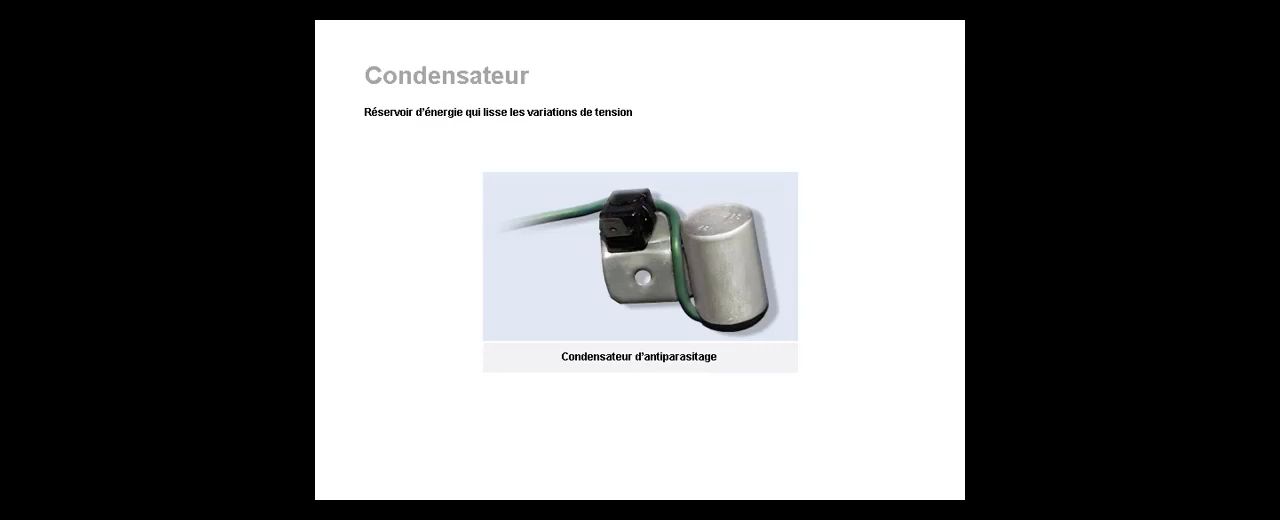 Condensateur
Réservoir d’énergie qui lisse les variations de tension
Condensateur d’antiparasitage